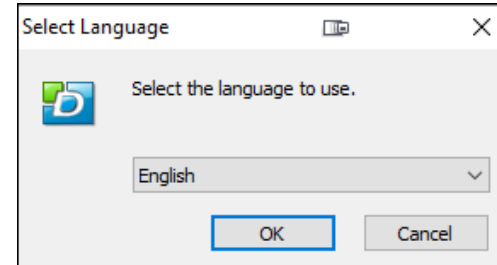 Select Language
Select the language to use.
English
OK
Cancel